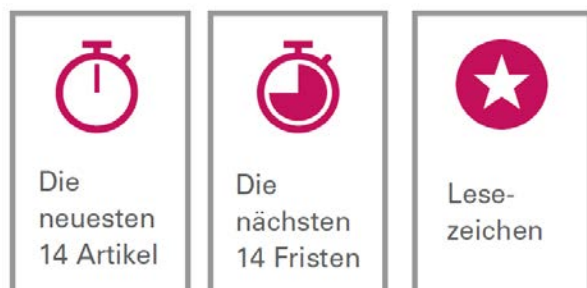 Die
neuesten
14 Artikel
Die
nächsten
14 Fristen
Lese-
zeichen